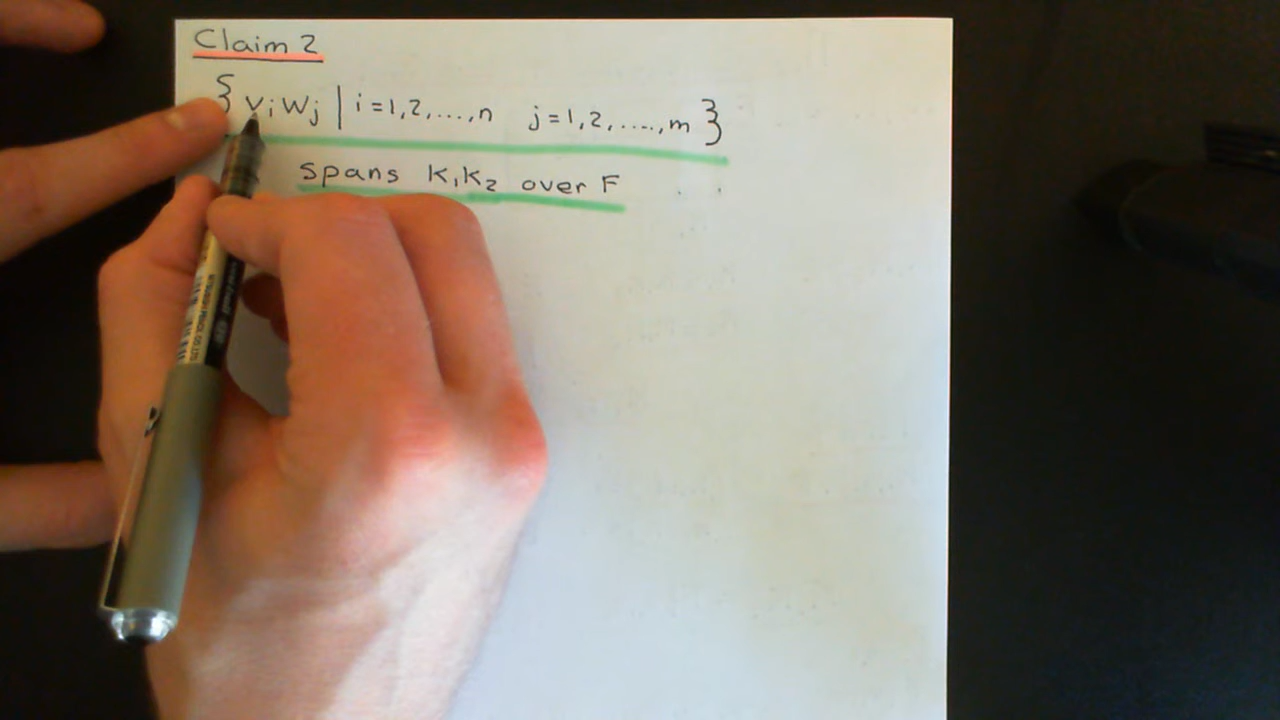 Claim 2
{ viwj | i = 1,2,...,n j = 1,2,....,m }
spans K1K2 over F